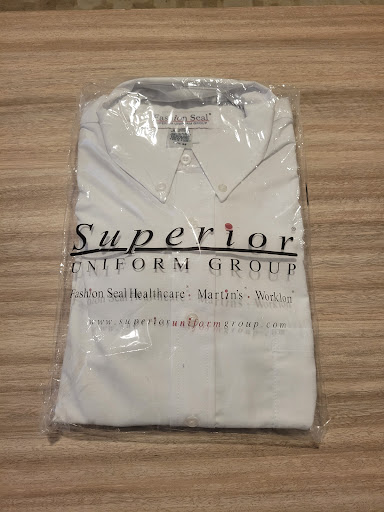 Fashion Seal®
Superior®
UNIFORM GROUP
Fashion Seal Healthcare · Martin's · Worklon®
www.superioruniformgroup.com